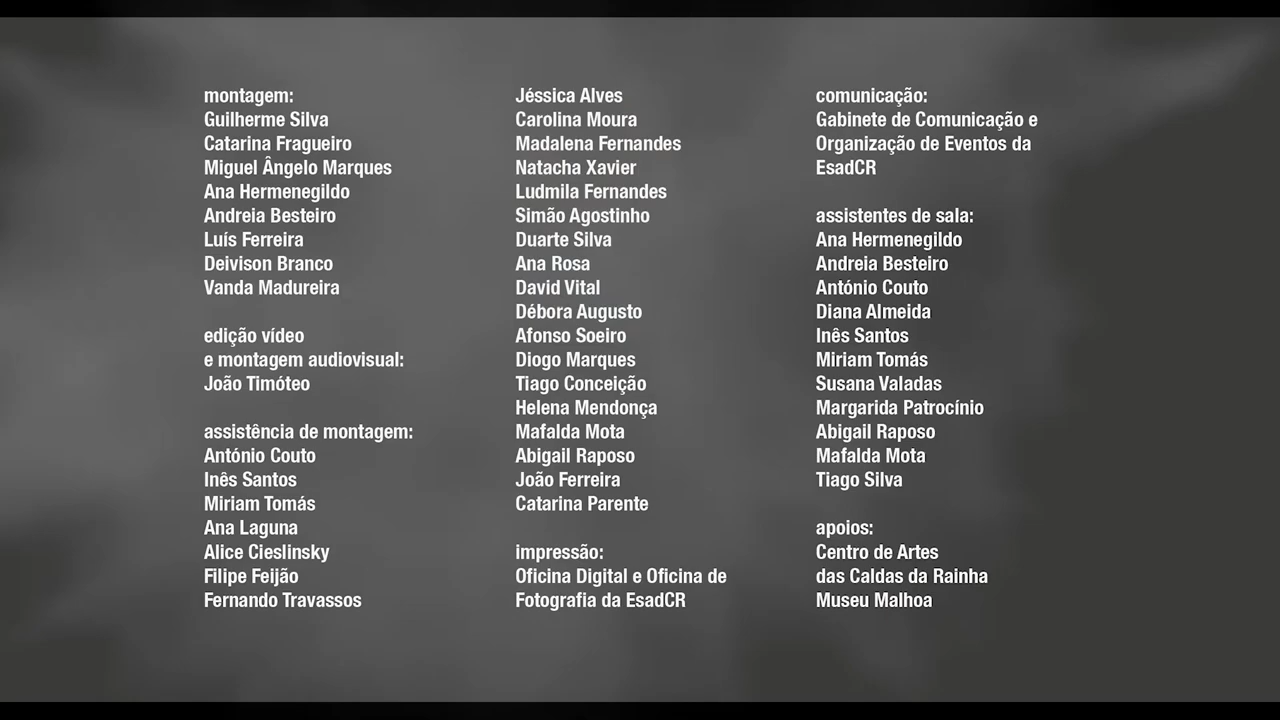 montagem:
Guilherme Silva
Catarina Fragueiro
Miguel Ângelo Marques
Ana Hermenegildo
Andreia Besteiro
Luís Ferreira
Deivison Branco
Vanda Madureira
edição vídeo
e montagem audiovisual:
João Timóteo
assistência de montagem:
António Couto
Inês Santos
Miriam Tomás
Ana Laguna
Alice Cieslinsky
Filipe Feijão
Fernando Travassos
Jéssica Alves
Carolina Moura
Madalena Fernandes
Natacha Xavier
Ludmila Fernandes
Simão Agostinho
Duarte Silva
Ana Rosa
David Vital
Débora Augusto
Afonso Soeiro
Diogo Marques
Tiago Conceição
Helena Mendonça
Mafalda Mota
Abigail Raposo
João Ferreira
Catarina Parente
impressão:
Oficina Digital e Oficina de
Fotografia da EsadCR
comunicação:
Gabinete de Comunicação e
Organização de Eventos da
EsadCR
assistentes de sala:
Ana Hermenegildo
Andreia Besteiro
António Couto
Diana Almeida
Inês Santos
Miriam Tomás
Susana Valadas
Margarida Patrocínio
Abigail Raposo
Mafalda Mota
Tiago Silva
apoios:
Centro de Artes
das Caldas da Rainha
Museu Malhoa